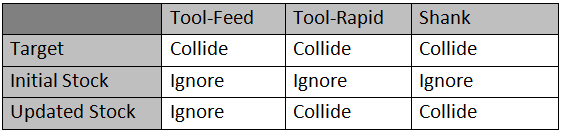 Tool-Feed Tool-Rapid Shank
Target Collide Collide Collide
Initial Stock Ignore Ignore Ignore
Updated Stock Ignore Collide Collide